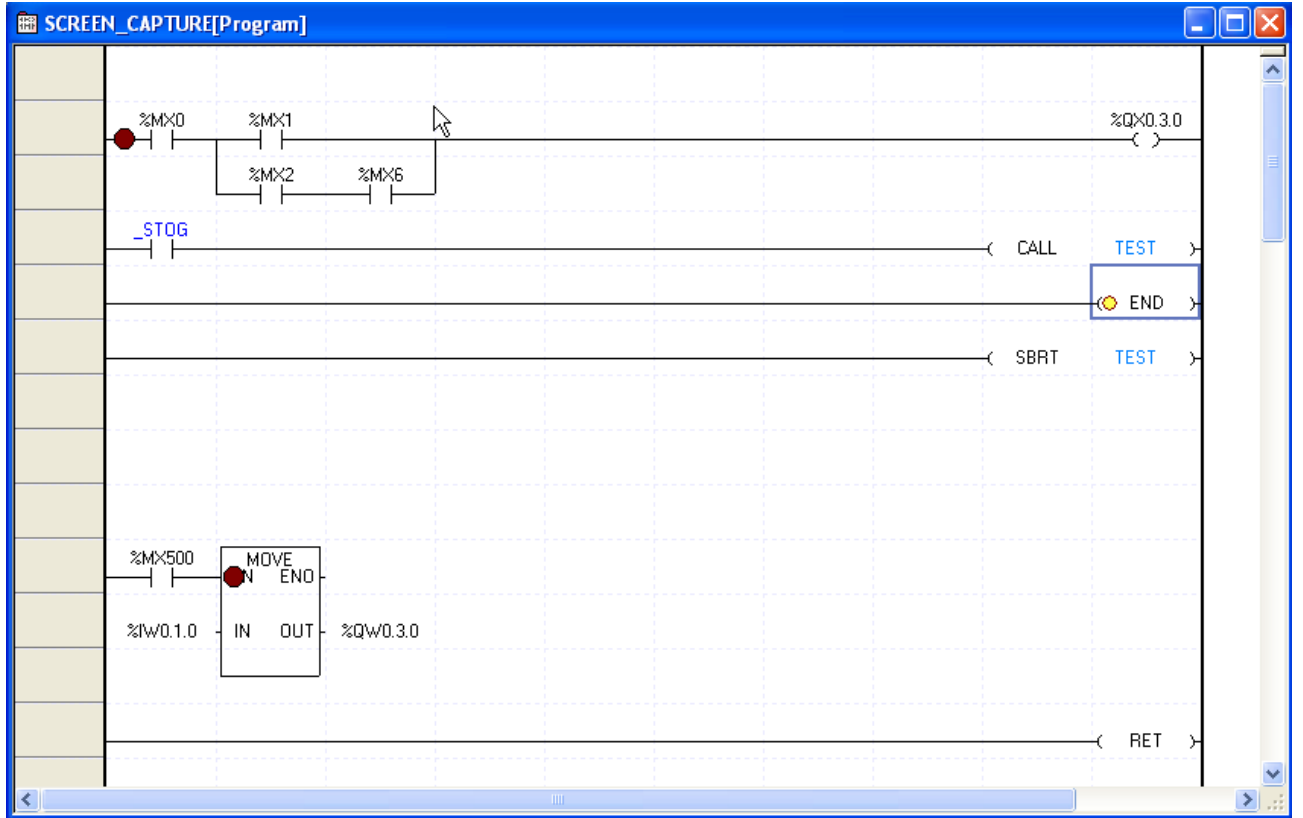 SCREEN_CAPTURE[Program]
%MX0 %MX1 %QX0.3.0
%MX2 %MX6
_STOG
CALL TEST
END
SBRT TEST
%MX500 MOVE
N ENO
%IW0.1.0 IN OUT %QW0.3.0
RET